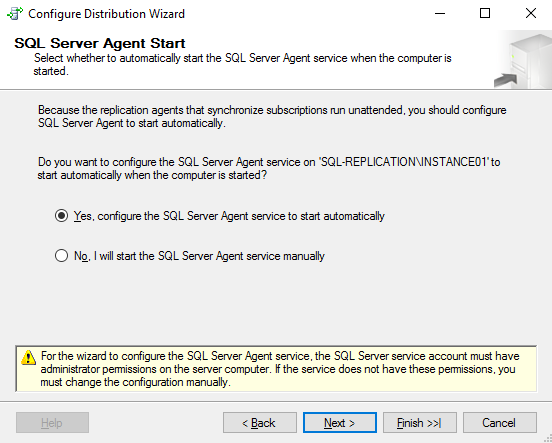 Configure Distribution Wizard
SQL Server Agent Start
Select whether to automatically start the SQL Server Agent service when the computer is
started.
Because the replication agents that synchronize subscriptions run unattended, you should configure
SQL Server Agent to start automatically.
Do you want to configure the SQL Server Agent service on 'SQL-REPLICATION\INSTANCE01' to
start automatically when the computer is started?
Yes, configure the SQL Server Agent service to start automatically
No, I will start the SQL Server Agent service manually
For the wizard to configure the SQL Server Agent service, the SQL Server service account must have
administrator permissions on the server computer. If the service does not have these permissions, you
must change the configuration manually.
Help
< Back
Next >
Finish >>|
Cancel